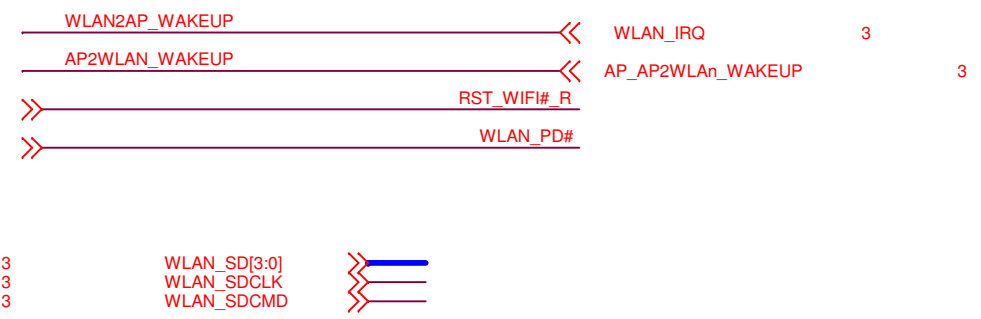 WLAN2AP_WAKEUP WLAN_IRQ 3
AP2WLAN_WAKEUP AP_AP2WLAn_WAKEUP 3
RST_WIFI#_R
WLAN_PD#
3 WLAN_SD[3:0]
3 WLAN_SDCLK
3 WLAN_SDCMD